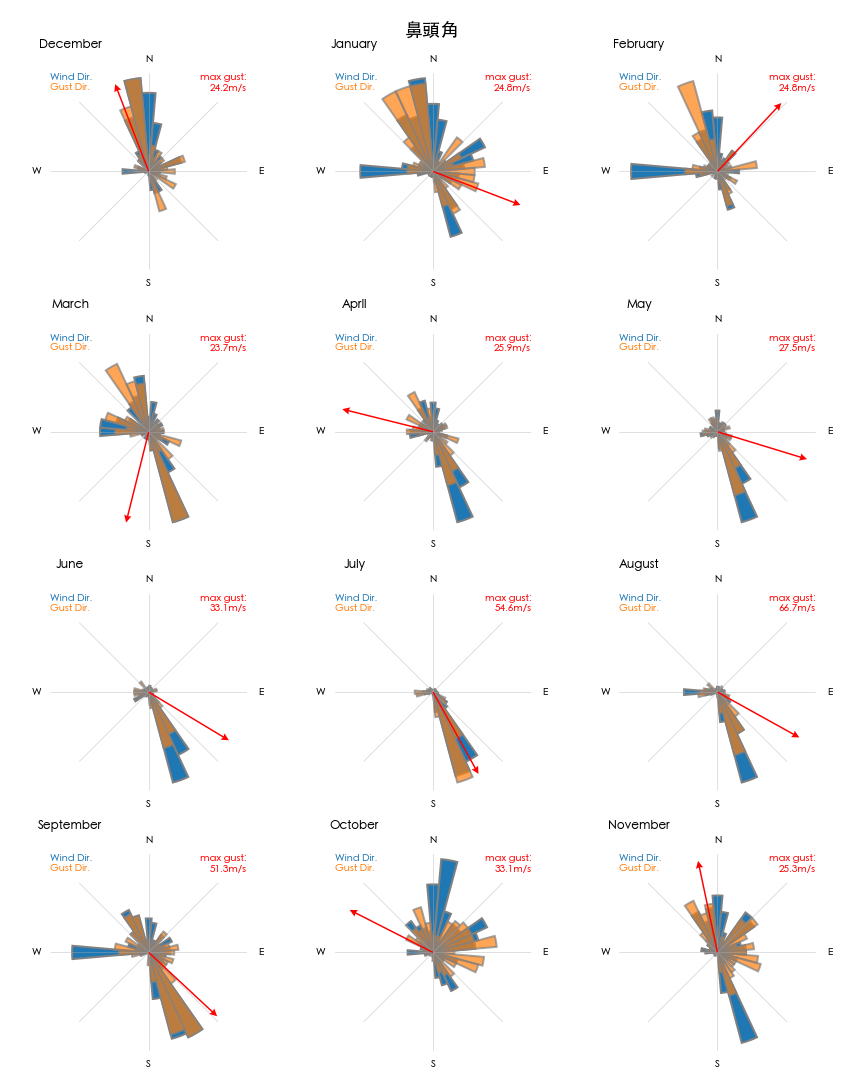 鼻頭角
December
N
Wind Dir.
Gust Dir.
max gust:
24.2m/s
W
E
S
January
N
Wind Dir.
Gust Dir.
max gust:
24.8m/s
W
E
S
February
N
Wind Dir.
Gust Dir.
max gust:
24.8m/s
W
E
S
March
N
Wind Dir.
Gust Dir.
max gust:
23.7m/s
W
E
S
April
N
Wind Dir.
Gust Dir.
max gust:
25.9m/s
W
E
S
May
N
Wind Dir.
Gust Dir.
max gust:
27.5m/s
W
E
S
June
N
Wind Dir.
Gust Dir.
max gust:
33.1m/s
W
E
S
July
N
Wind Dir.
Gust Dir.
max gust:
54.6m/s
W
E
S
August
N
Wind Dir.
Gust Dir.
max gust:
66.7m/s
W
E
S
September
N
Wind Dir.
Gust Dir.
max gust:
51.3m/s
W
E
S
October
N
Wind Dir.
Gust Dir.
max gust:
33.1m/s
W
E
S
November
N
Wind Dir.
Gust Dir.
max gust:
25.3m/s
W
E
S